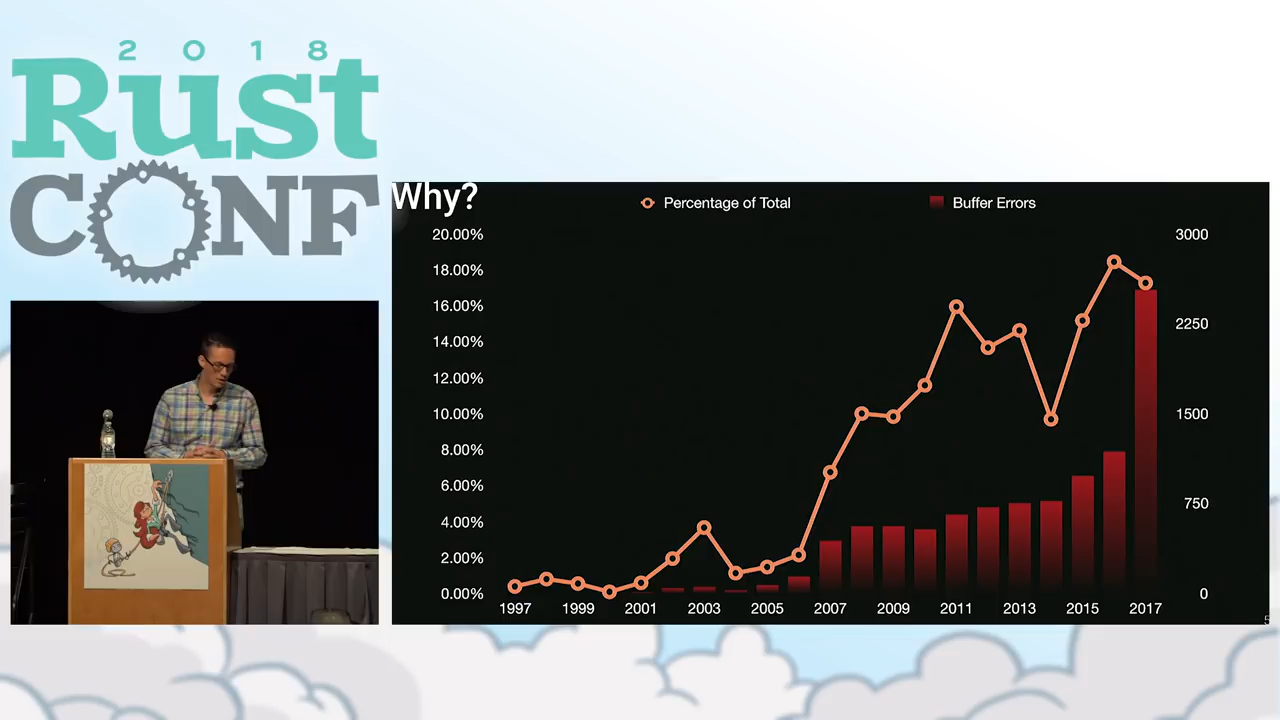 2018
Rust
CONF
Why?
Percentage of Total
Buffer Errors
20.00%
18.00%
16.00%
14.00%
12.00%
10.00%
8.00%
6.00%
4.00%
2.00%
0.00%
3000
2250
1500
750
0
1997 1999 2001 2003 2005 2007 2009 2011 2013 2015 2017